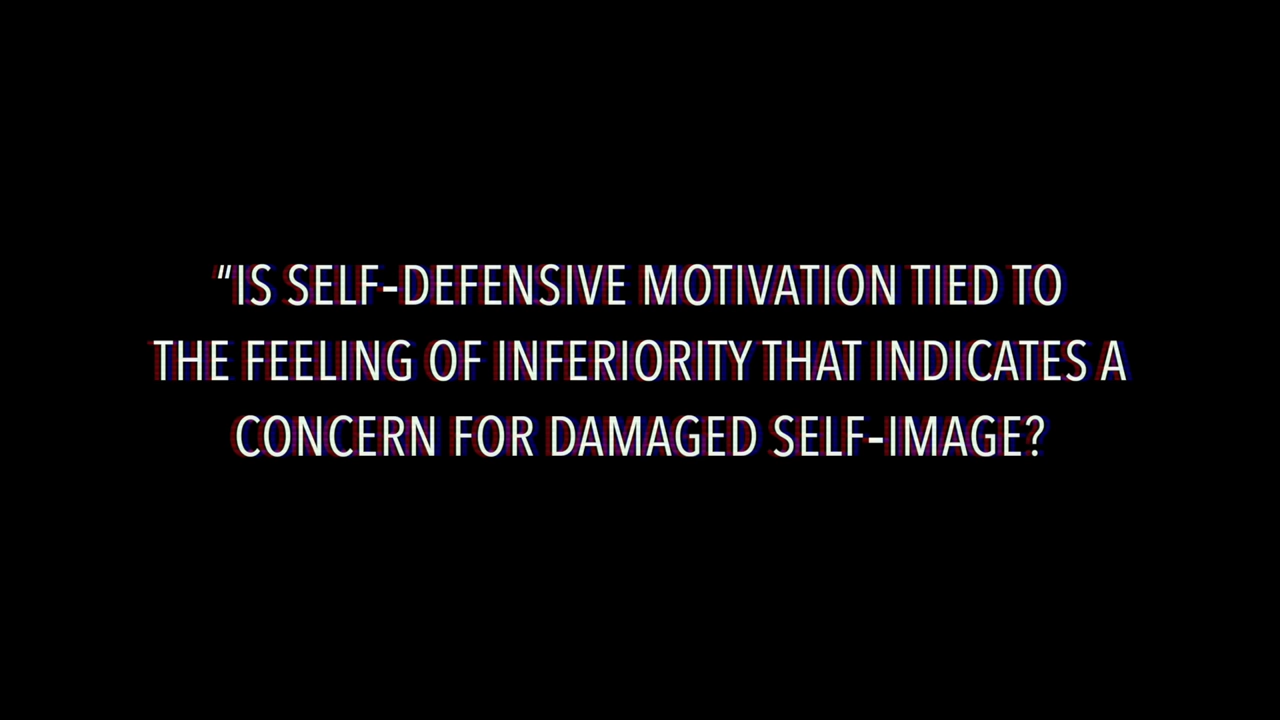 "IS SELF-DEFENSIVE MOTIVATION TIED TO
THE FEELING OF INFERIORITY THAT INDICATES A
CONCERN FOR DAMAGED SELF-IMAGE?